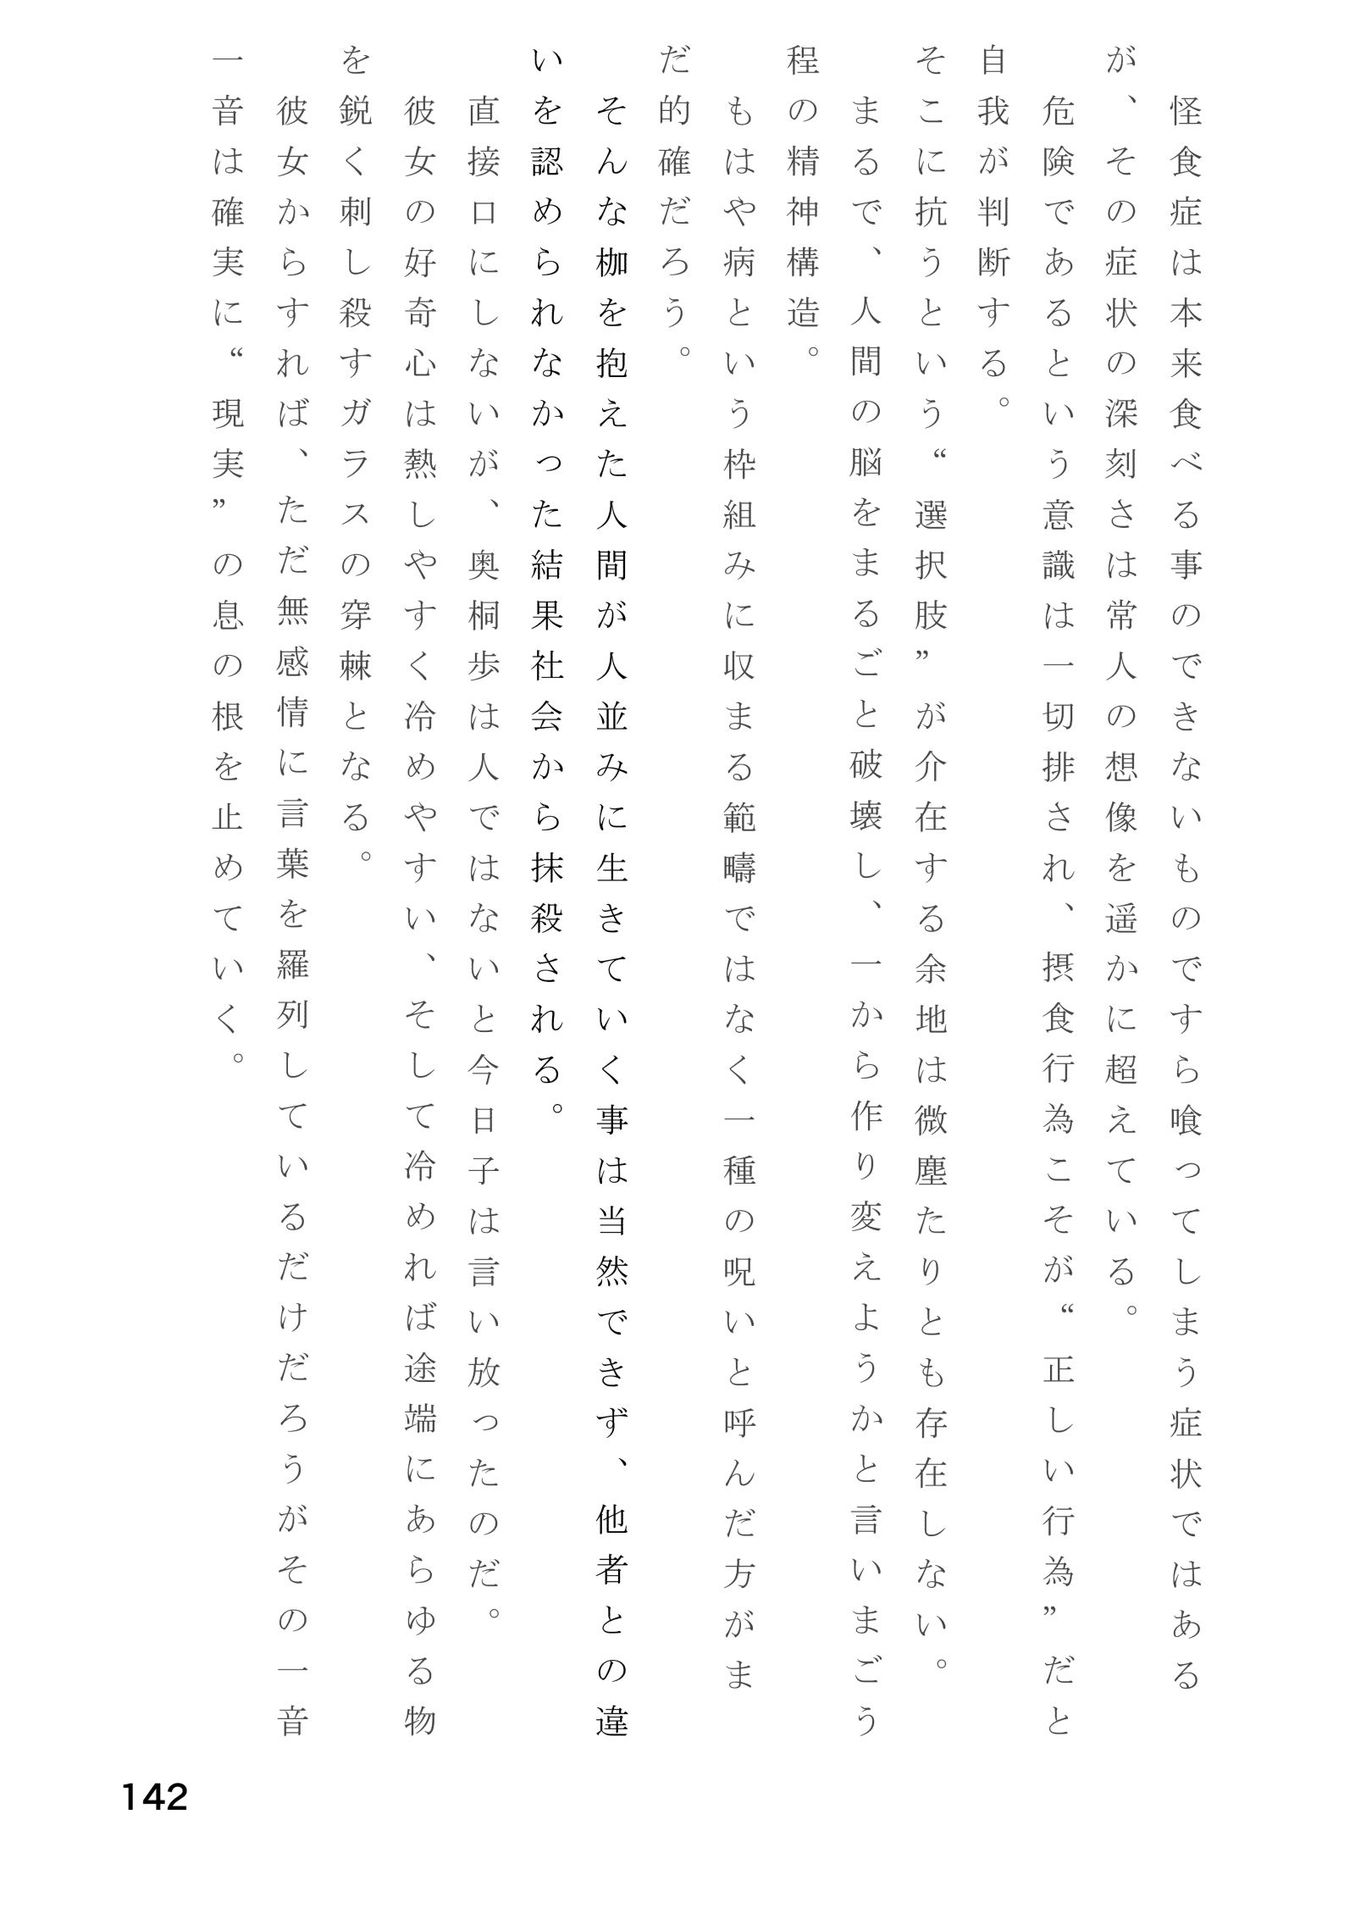 怪食症は本来食べる事のできないものですら喰ってしまう症状ではある
が、その症状の深刻さは常人の想像を遥かに超えている。
危険であるという意識は一切排され、摂食行為こそが“正しい行為”だと
自我が判断する。
そこに抗うという“選択肢”が介在する余地は微塵たりとも存在しない。
まるで、人間の脳をまるごと破壊し、一から作り変えようかと言いまごう
程の精神構造。
もはや病という枠組みに収まる範疇ではなく一種の呪いと呼んだ方がま
だ的確だろう。
そんな枷を抱えた人間が人並みに生きていく事は当然できず、他者との違
いを認められなかった結果社会から抹殺される。
直接口にしないが、奥桐歩は人ではないと今日子は言い放ったのだ。
彼女の好奇心は熱しやすく冷めやすい、そして冷めれば途端にあらゆる物
を鋭く刺し殺すガラスの穿棘となる。
彼女からすれば、ただ無感情に言葉を羅列しているだけだろうがその一音
一音は確実に“現実”の息の根を止めていく。
142